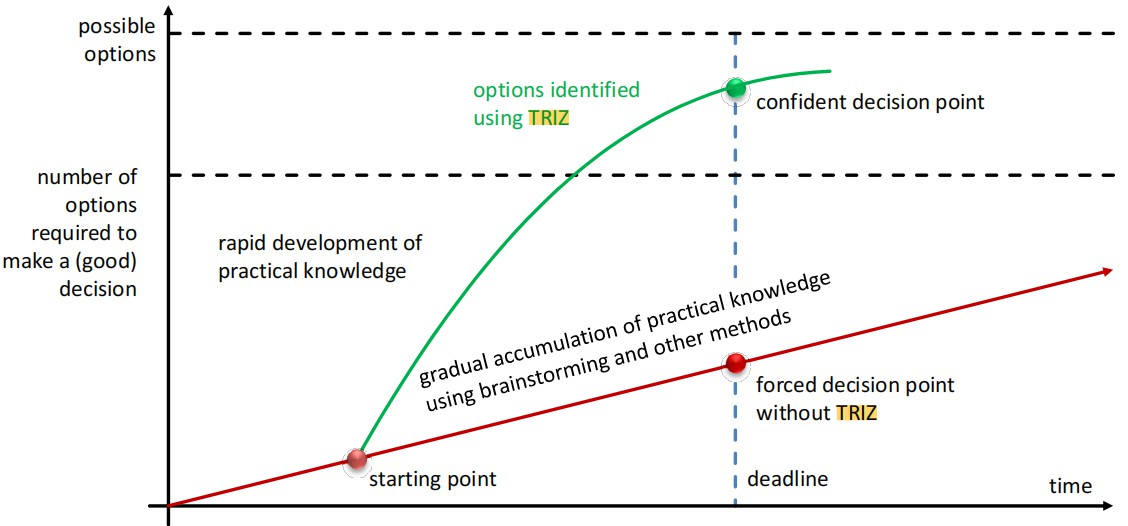 possible
options
options identified
using TRIZ
confident decision point
number of
options
required to
make a (good)
decision
rapid development of
practical knowledge
gradual accumulation of practical knowledge
using brainstorming and other methods
forced decision point
without TRIZ
starting point
deadline
time